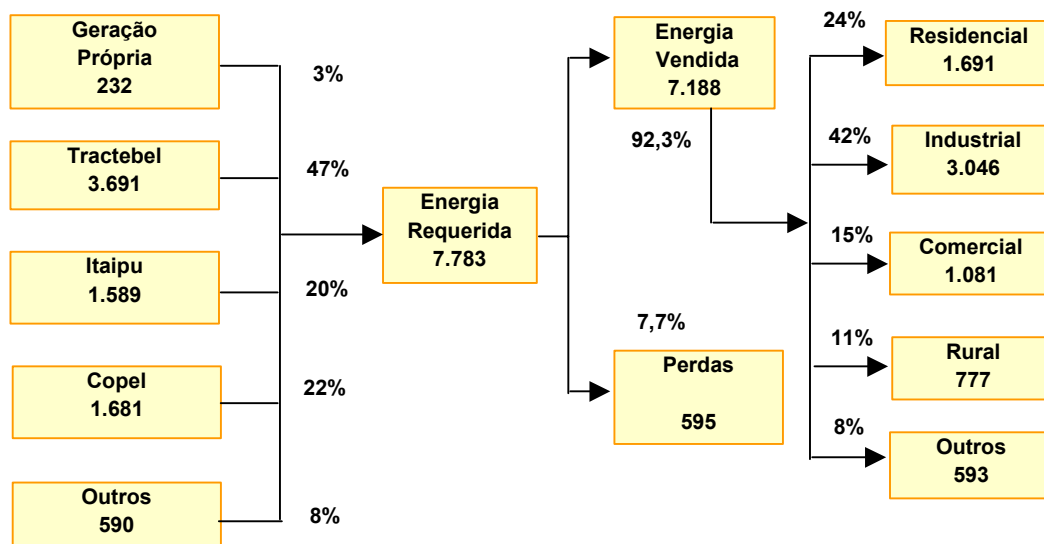 Geração
Própria
232
3%
Tractebel
3.691
47%
Itaipu
1.589
20%
Copel
1.681
22%
Outros
590
8%
Energia
Requerida
7.783
Energia
Vendida
7.188
92,3%
7,7%
Perdas
595
24%
Residencial
1.691
42%
Industrial
3.046
15%
Comercial
1.081
11%
Rural
777
8%
Outros
593